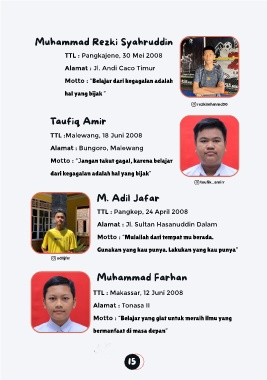 Muhammad Rezki Syahruddin
TTL : Pangkajene, 30 Mei 2008
Alamat : Jl. Andi Caco Timur
Motto : "Belajar dari kegagalan adalah
hal yang bijak "
Taufiq Amir
TTL :Malewang, 18 Juni 2008
Alamat : Bungoro, Malewang
Motto : "Jangan takut gagal, karena belajar
dari kegagalan adalah hal yang bijak"
taufik_amirr
M. Adil Jafar
TTL : Pangkep, 24 April 2008
Alamat : Jl. Sultan Hasanuddin Dalam
Motto : "Mulailah dari tempat mu berada.
Gunakan yang kau punya. Lakukan yang kau punya"
Muhammad Farhan
TTL : Makassar, 12 Juni 2008
Alamat : Tonasa II
Motto : "Belajar yang giat untuk meraih ilmu yang
bermanfaat di masa depan"
15